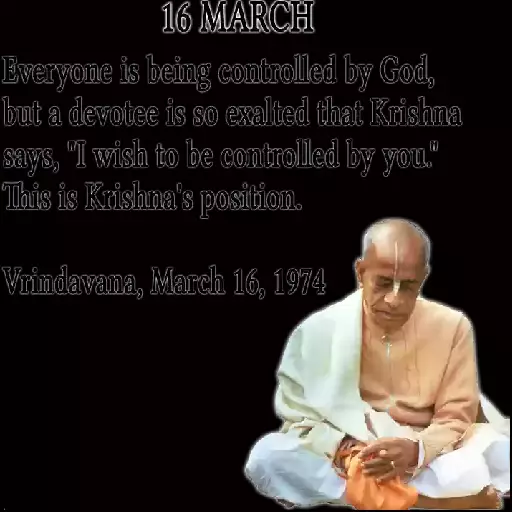 16 MARCH
Everyone is being controlled by God,
but a devotee is so exalted that Krishna
says, "I wish to be controlled by you."
This is Krishna's position.
Vrindavana, March 16, 1974